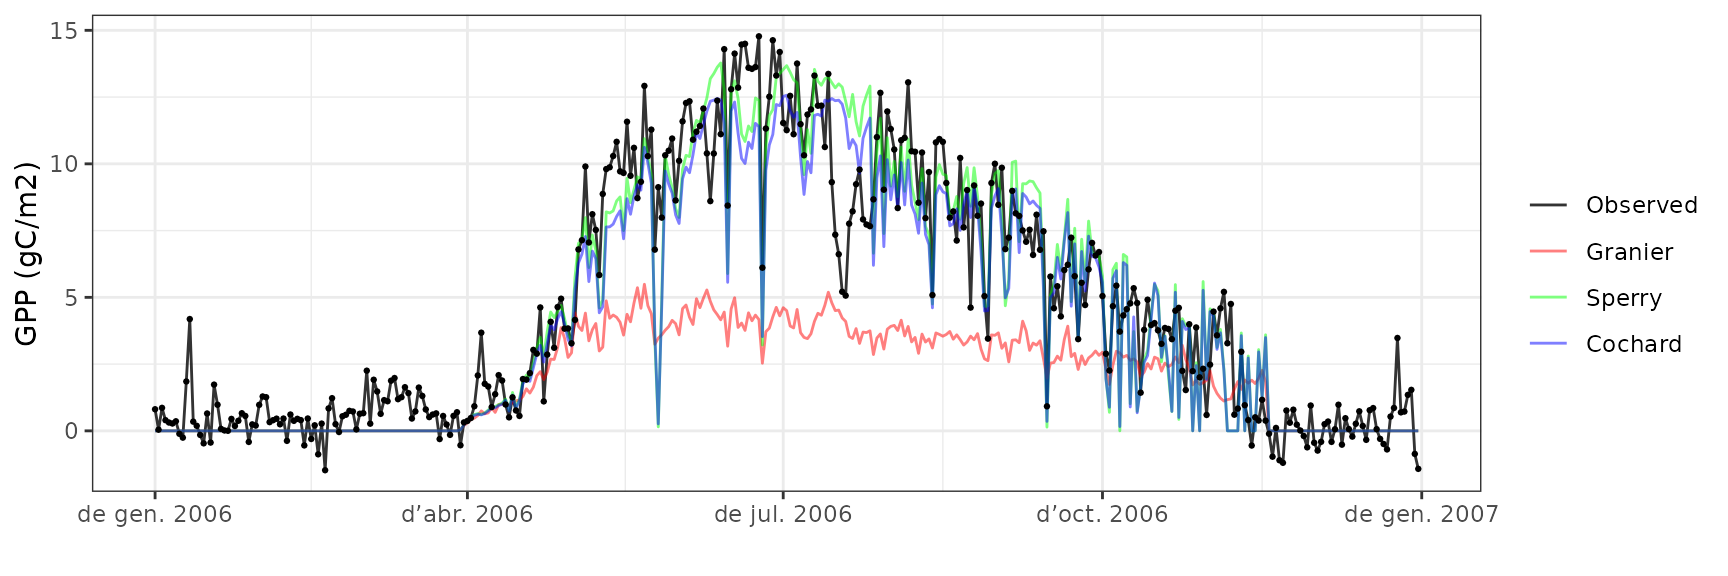 15
10
5
0
GPP (gC/m2)
de gen. 2006
d’abr. 2006
de jul. 2006
d’oct. 2006
de gen. 2007
Observed
Granier
Sperry
Cochard